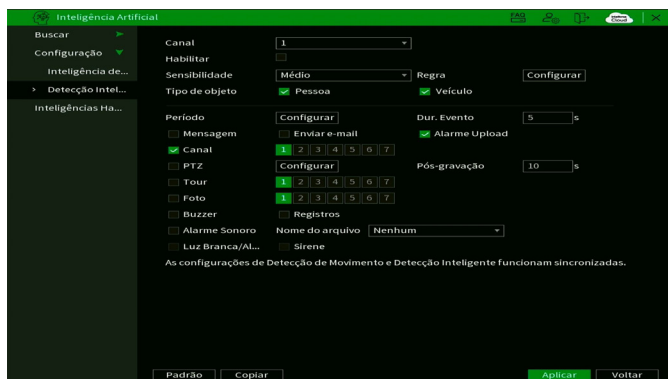 Inteligência Artificial
FAQ
Cloud
Buscar
Configuração
Inteligência de...
Detecção Intel...
Inteligências Ha...
Canal 1
Habilitar
Sensibilidade Médio Regra Configurar
Tipo de objeto Pessoa Veículo
Período Configurar Dur. Evento 5 s
Mensagem Enviar e-mail Alarme Upload
Canal 1 2 3 4 5 6 7
PTZ Configurar Pós-gravação 10 s
Tour 1 2 3 4 5 6 7
Foto 1 2 3 4 5 6 7
Buzzer Registros
Alarme Sonoro Nome do arquivo Nenhum
Luz Branca/Al... Sirene
As configurações de Detecção de Movimento e Detecção Inteligente funcionam sincronizadas.
Padrão Copiar Aplicar Voltar